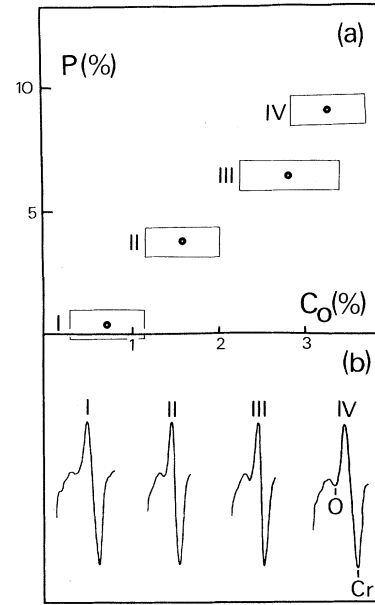 (a)
P(%)
10
IV
III
5
II
I
C₀(%)
1 2 3
(b)
I II III IV
O
Cr